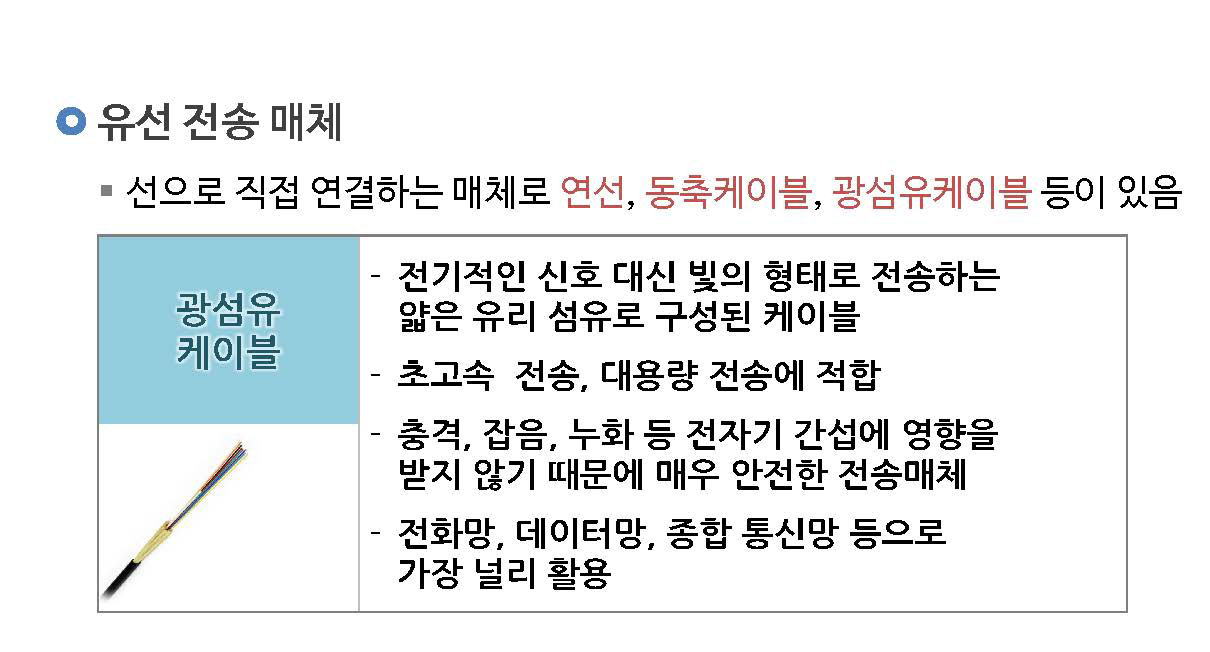 유선 전송 매체
▪ 선으로 직접 연결하는 매체로 연선, 동축케이블, 광섬유케이블 등이 있음
광섬유
케이블
- 전기적인 신호 대신 빛의 형태로 전송하는
얇은 유리 섬유로 구성된 케이블
- 초고속 전송, 대용량 전송에 적합
- 충격, 잡음, 누화 등 전자기 간섭에 영향을
받지 않기 때문에 매우 안전한 전송매체
- 전화망, 데이터망, 종합 통신망 등으로
가장 널리 활용